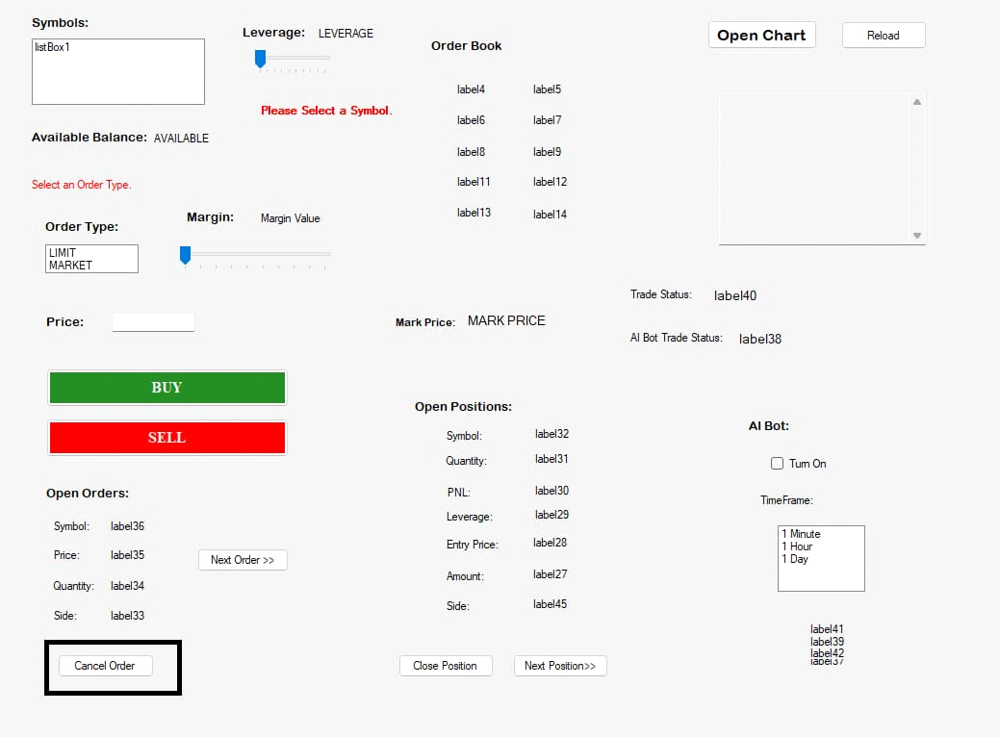 Symbols:
listBox1
Leverage: LEVERAGE
Please Select a Symbol.
Available Balance: AVAILABLE
Select an Order Type.
Order Type:
LIMIT
MARKET
Margin: Margin Value
Price:
BUY
SELL
Order Book
label4 label5
label6 label7
label8 label9
label11 label12
label13 label14
Open Chart
Reload
Mark Price: MARK PRICE
Trade Status: label40
AI Bot Trade Status: label38
Open Orders:
Symbol: label36
Price: label35
Quantity: label34
Side: label33
Next Order >>
Cancel Order
Open Positions:
Symbol: label32
Quantity: label31
PNL: label30
Leverage: label29
Entry Price: label28
Amount: label27
Side: label45
Close Position
Next Position>>
AI Bot:
Turn On
TimeFrame:
1 Minute
1 Hour
1 Day
label41
label39
label42
label37